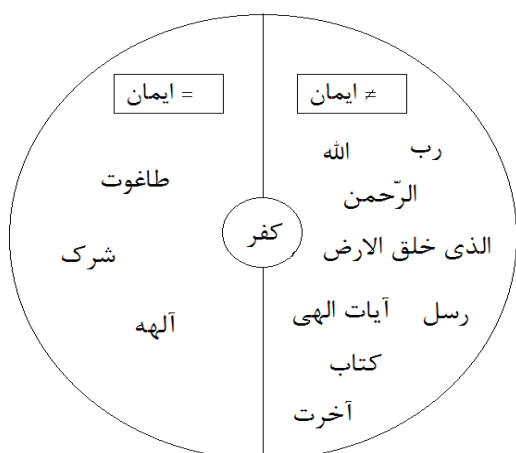 ≠ ایمان
= ایمان
رب
الله
الرّحمن
الذی خلق الارض
رسل
آیات الهی
کتاب
آخرت
کفر
طاغوت
شرک
آلهه